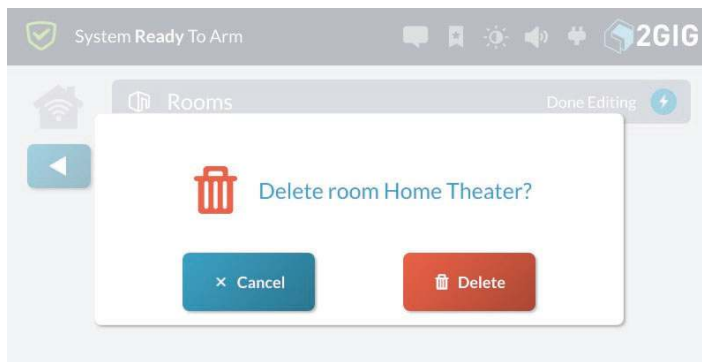 System Ready To Arm
2GIG
Rooms
Done Editing
Delete room Home Theater?
× Cancel
Delete